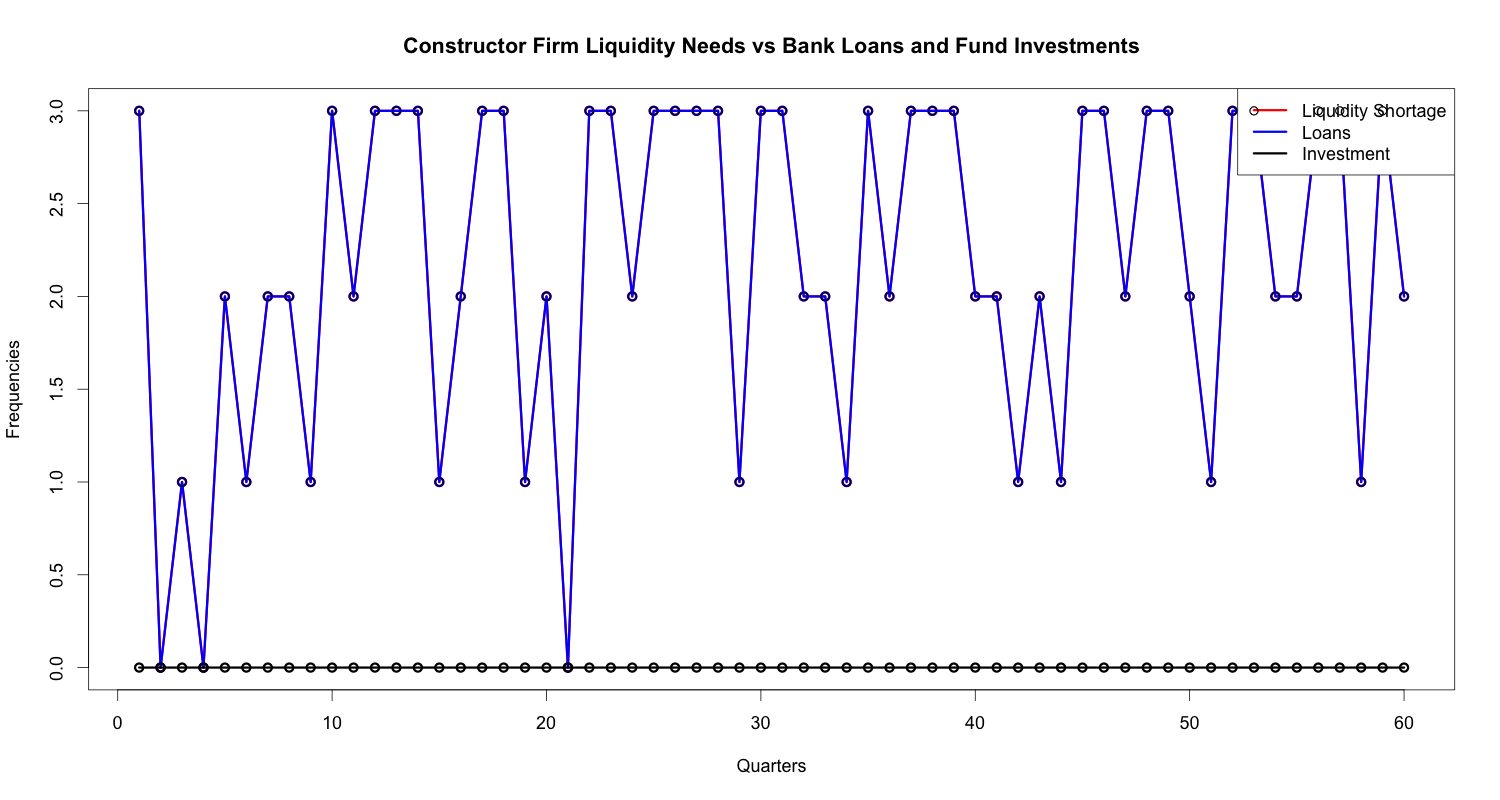 Constructor Firm Liquidity Needs vs Bank Loans and Fund Investments
Frequencies
3.0
2.5
2.0
1.5
1.0
0.5
0.0
Liquidity Shortage
Loans
Investment
0 10 20 30 40 50 60
Quarters